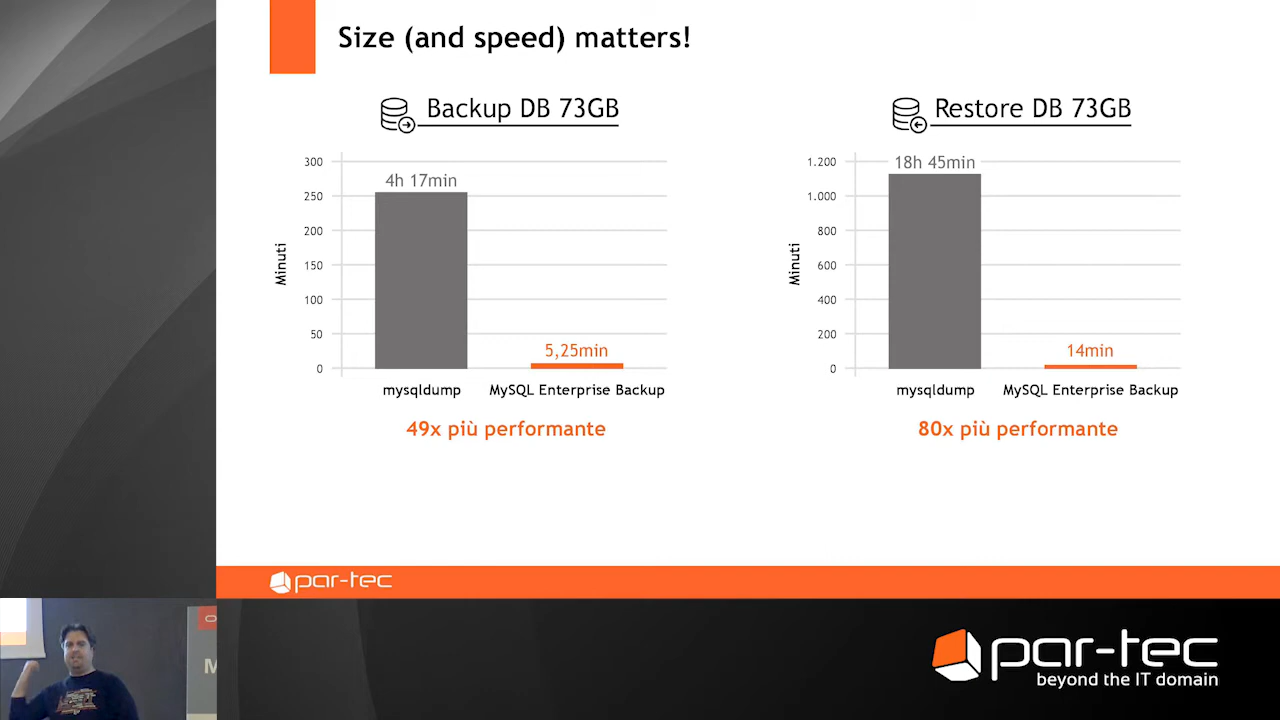 Size (and speed) matters!
Backup DB 73GB
300
250
200
150
100
50
0
Minuti
4h 17min
5,25min
mysqldump
MySQL Enterprise Backup
49x più performante
Restore DB 73GB
1.200
1.000
800
600
400
200
0
Minuti
18h 45min
14min
mysqldump
MySQL Enterprise Backup
80x più performante
par-tec
par-tec
beyond the IT domain